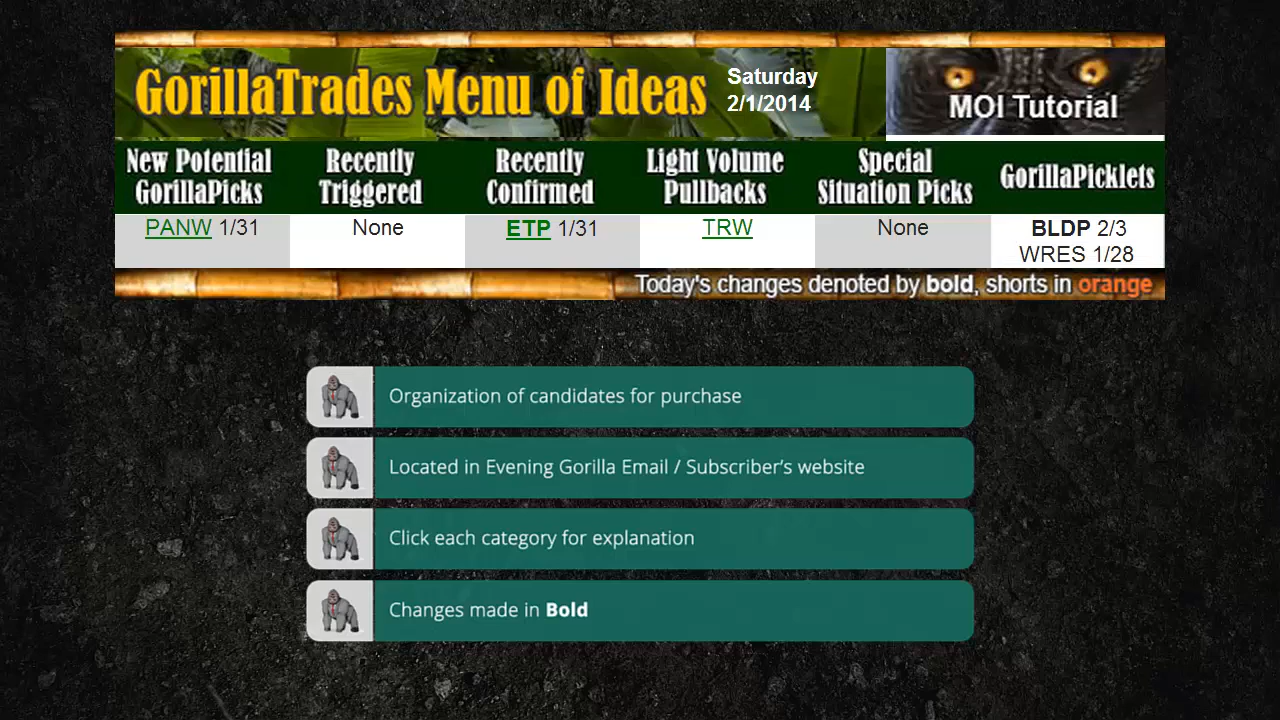 GorillaTrades Menu of Ideas
Saturday
2/1/2014
MOI Tutorial
New Potential
GorillaPicks
Recently
Triggered
Recently
Confirmed
Light Volume
Pullbacks
Special
Situation Picks
GorillaPicklets
PANW 1/31
None
ETP 1/31
TRW
None
BLDP 2/3
WRES 1/28
Today's changes denoted by bold, shorts in orange
Organization of candidates for purchase
Located in Evening Gorilla Email / Subscriber's website
Click each category for explanation
Changes made in Bold